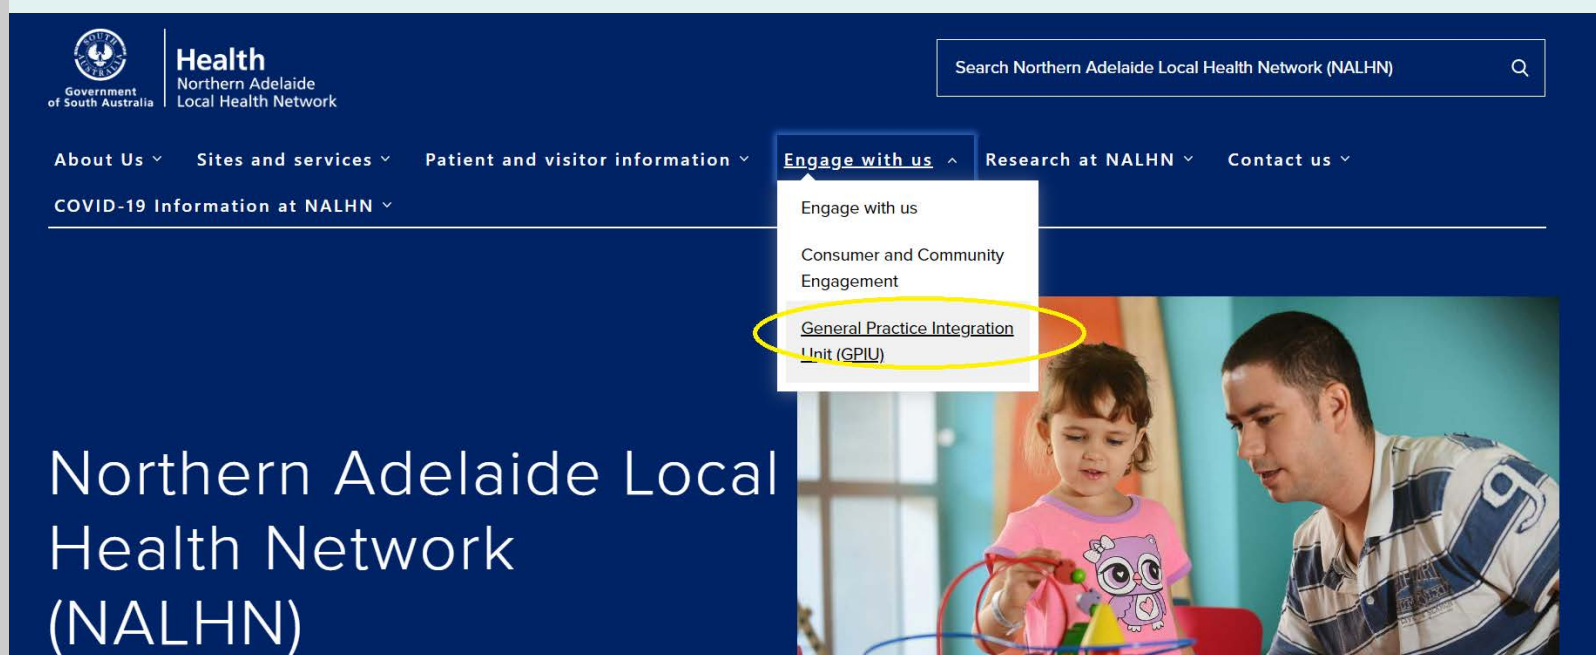 SOUTH
AUSTRALIA
Government
of South Australia
Health
Northern Adelaide
Local Health Network
Search Northern Adelaide Local Health Network (NALHN)
About Us
Sites and services
Patient and visitor information
Engage with us
Research at NALHN
Contact us
COVID-19 Information at NALHN
Engage with us
Consumer and Community
Engagement
General Practice Integration
Unit (GPIU)
Northern Adelaide Local
Health Network
(NALHN)
9